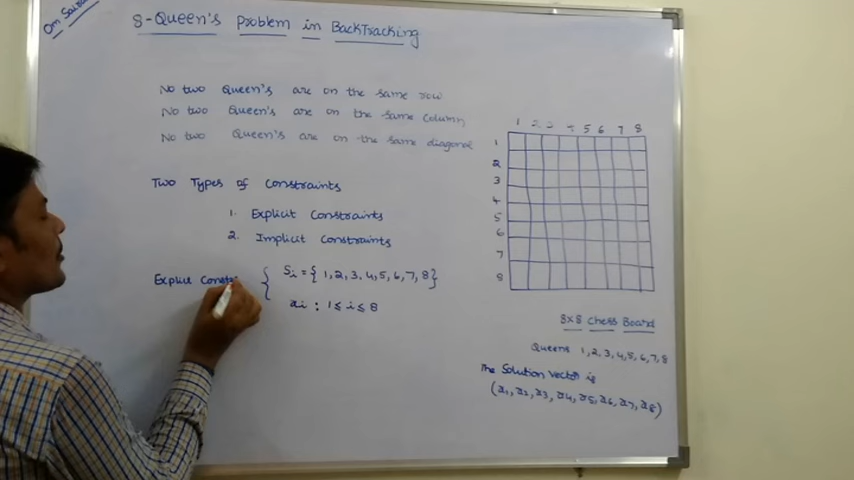 Om Sairam
8-Queen's Problem in BackTracking
No two Queen's are on the same row
No two Queen's are on the same column
No two Queen's are on the same diagonal
Two Types of Constraints
1. Explicit Constraints
2. Implicit Constraints
Explicit Constr
Si = { 1,2,3,4,5,6,7,8}
xi : 1 ≤ i ≤ 8
1 2 3 4 5 6 7 8
1
2
3
4
5
6
7
8
8x8 Chess Board
Queens 1,2,3,4,5,6,7,8
The Solution vector is
(x1, x2, x3, x4, x5, x6, x7, x8)